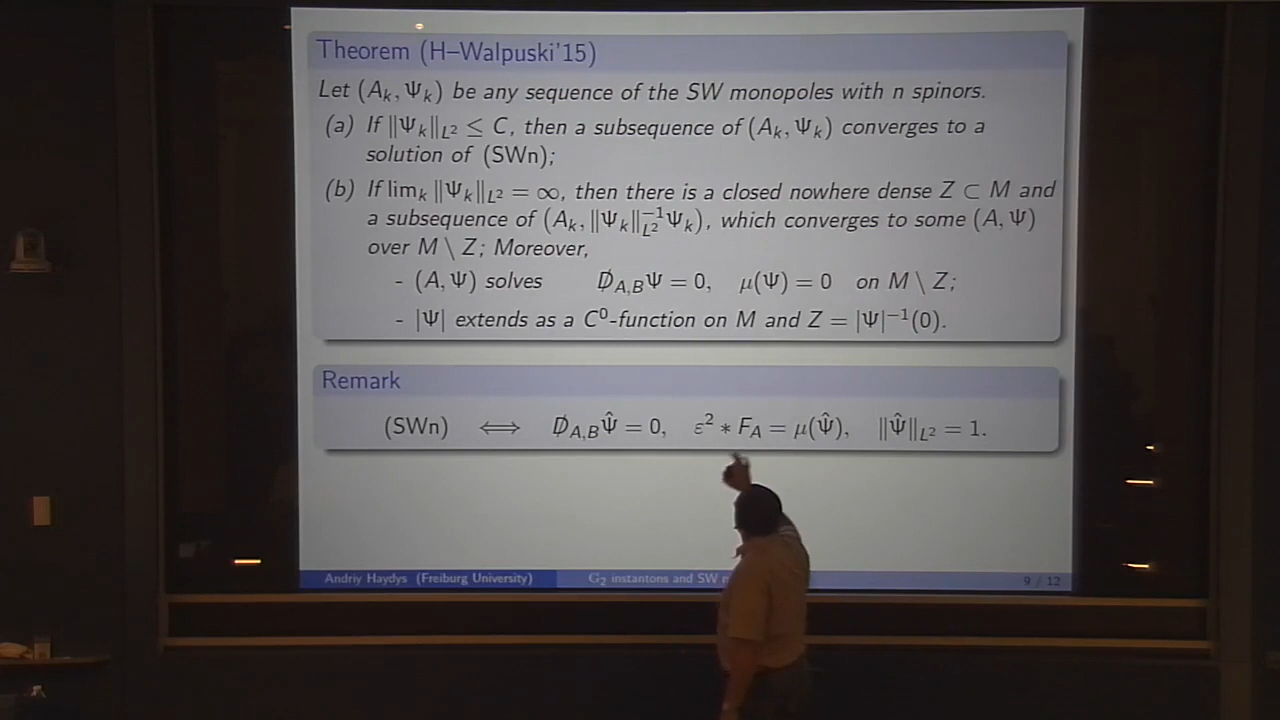 Theorem (H–Walpuski'15)
Let (A_k, Ψ_k) be any sequence of the SW monopoles with n spinors.
(a) If ‖Ψ_k‖_{L²} ≤ C, then a subsequence of (A_k, Ψ_k) converges to a
solution of (SWn);
(b) If lim_k ‖Ψ_k‖_{L²} = ∞, then there is a closed nowhere dense Z ⊂ M and
a subsequence of (A_k, ‖Ψ_k‖⁻¹_{L²}Ψ_k), which converges to some (A, Ψ)
over M \ Z; Moreover,
- (A, Ψ) solves D̸_{A,B}Ψ = 0, μ(Ψ) = 0 on M \ Z;
- |Ψ| extends as a C⁰-function on M and Z = |Ψ|⁻¹(0).
Remark
(SWn) ⟺ D̸_{A,B}Ψ̂ = 0, ε² * F_A = μ(Ψ̂), ‖Ψ̂‖_{L²} = 1.
Andriy Haydys (Freiburg University) G₂ instantons and SW 9 / 12